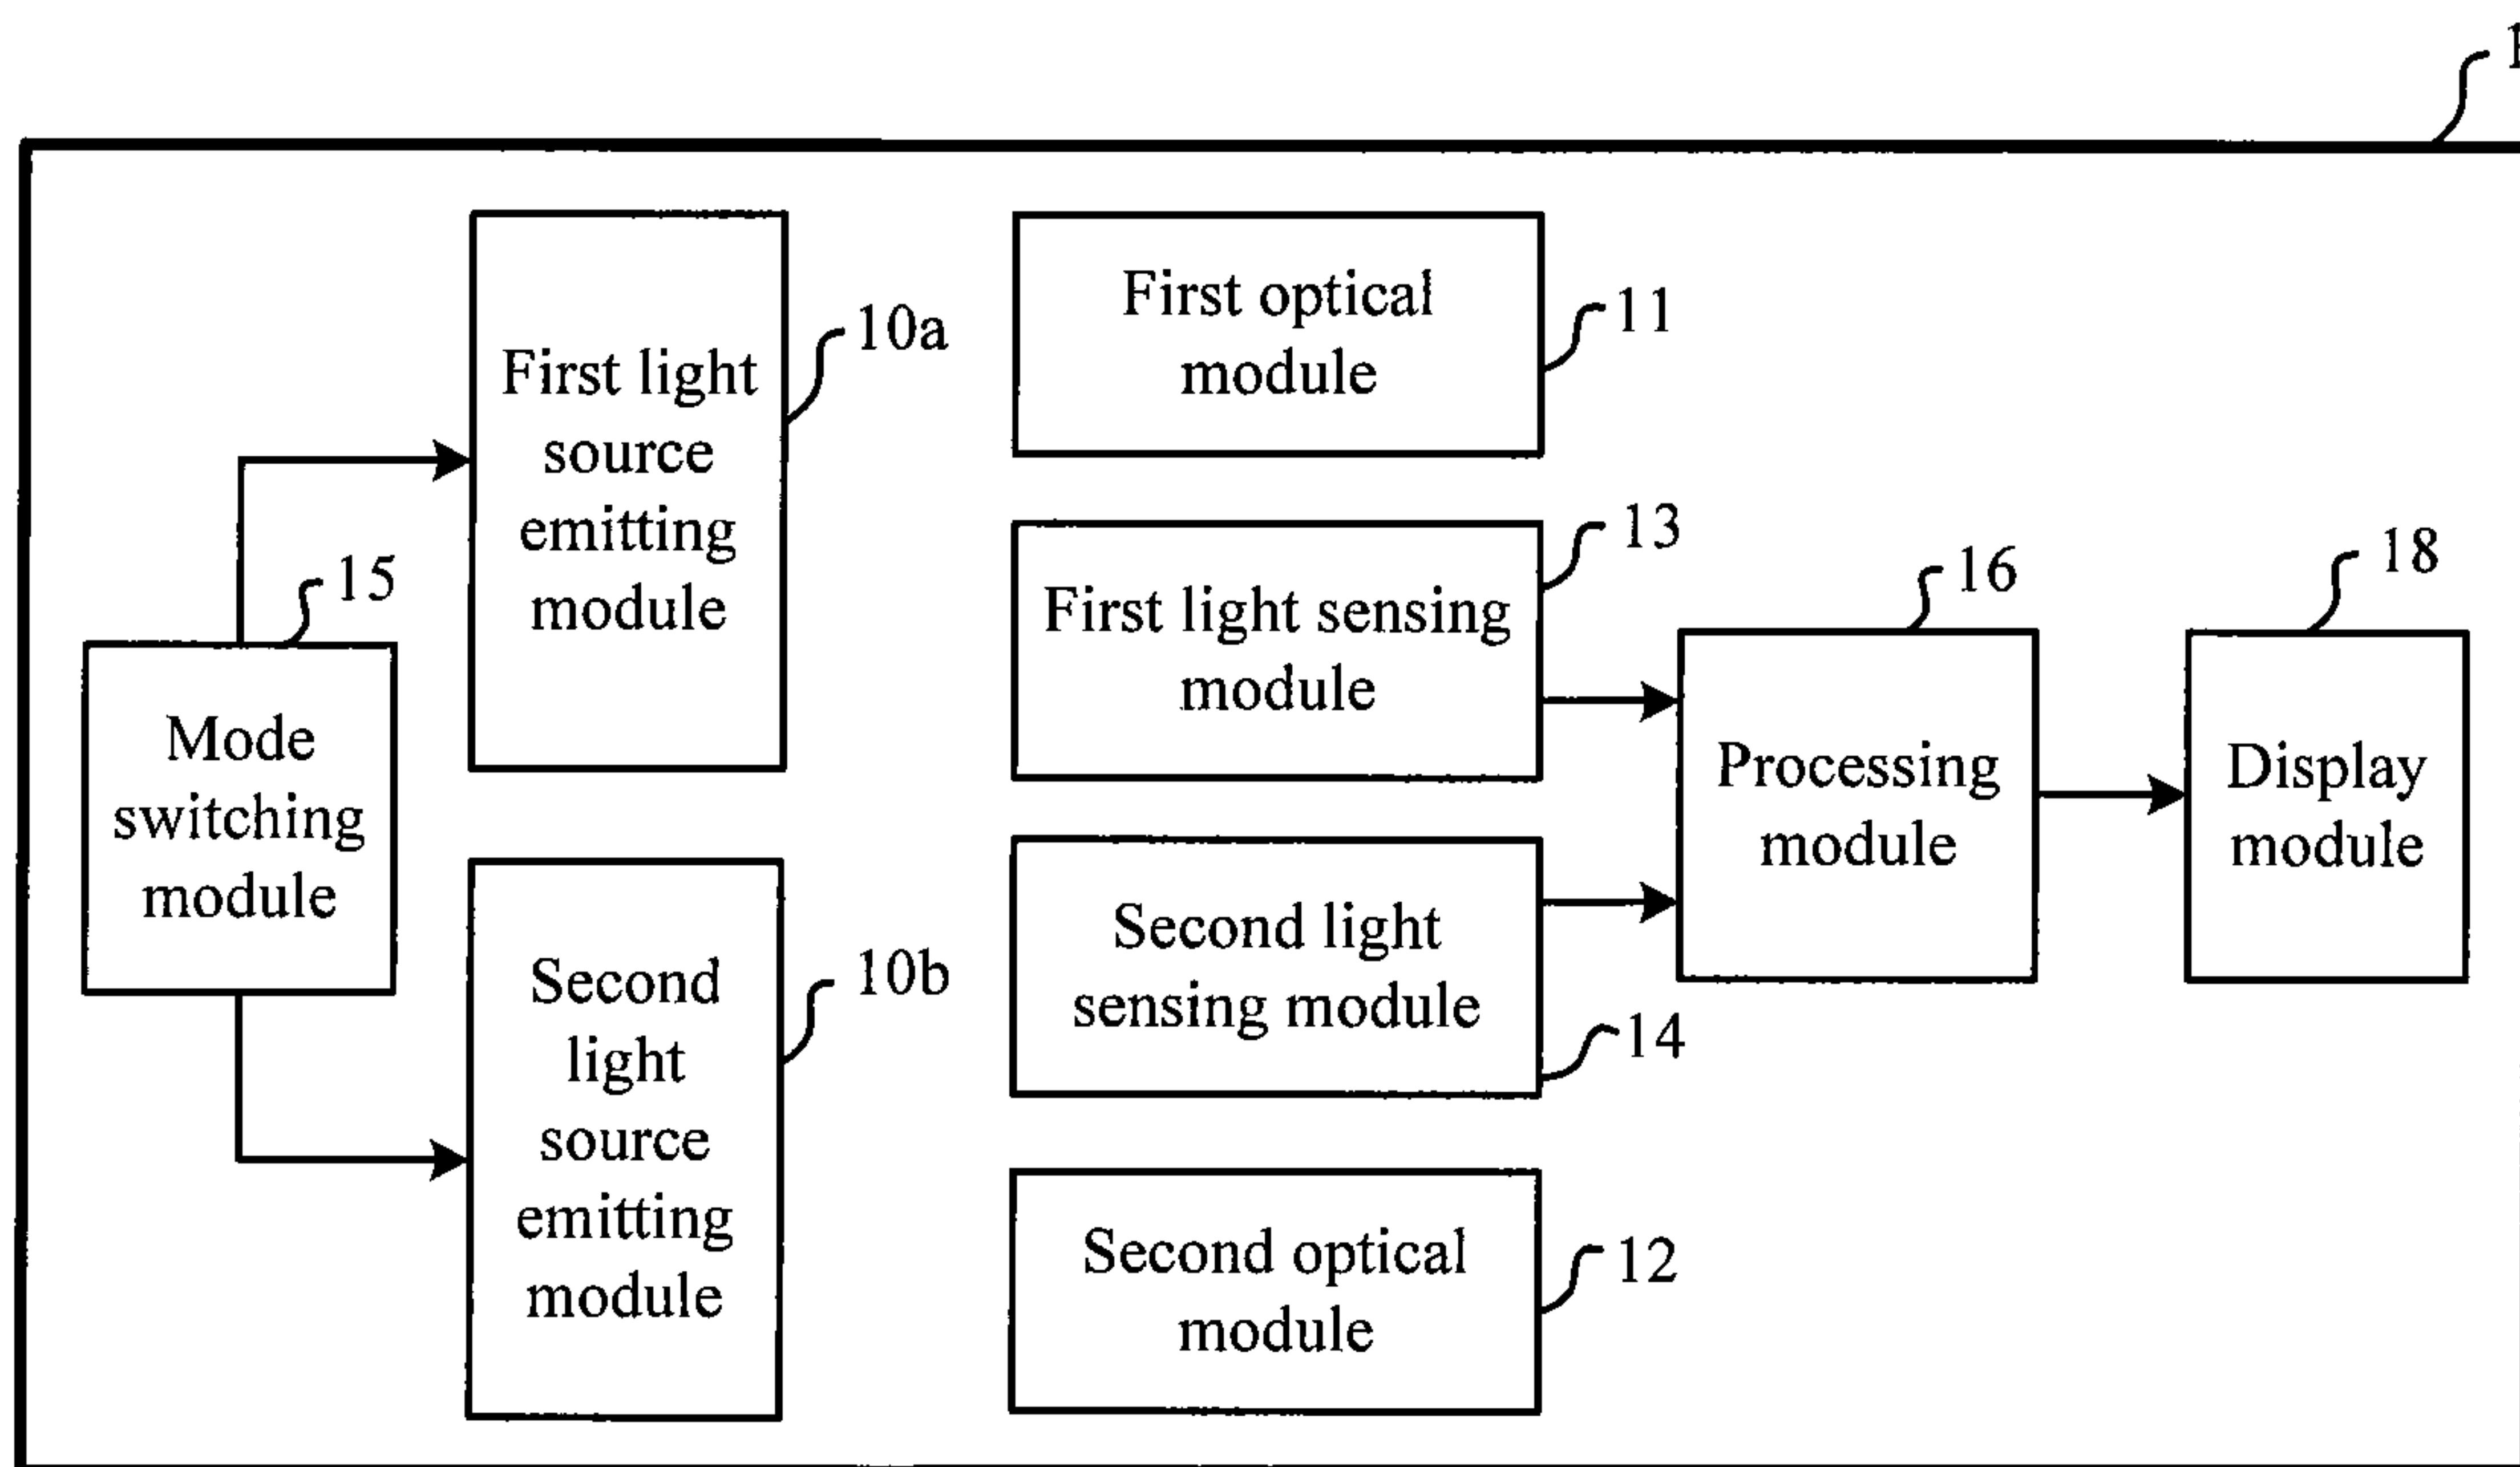 First light
source
emitting
module
10a
First optical
module
11
First light sensing
module
13
15
Mode
switching
module
16
Processing
module
18
Display
module
Second
light
source
emitting
module
10b
Second light
sensing module
14
Second optical
module
12